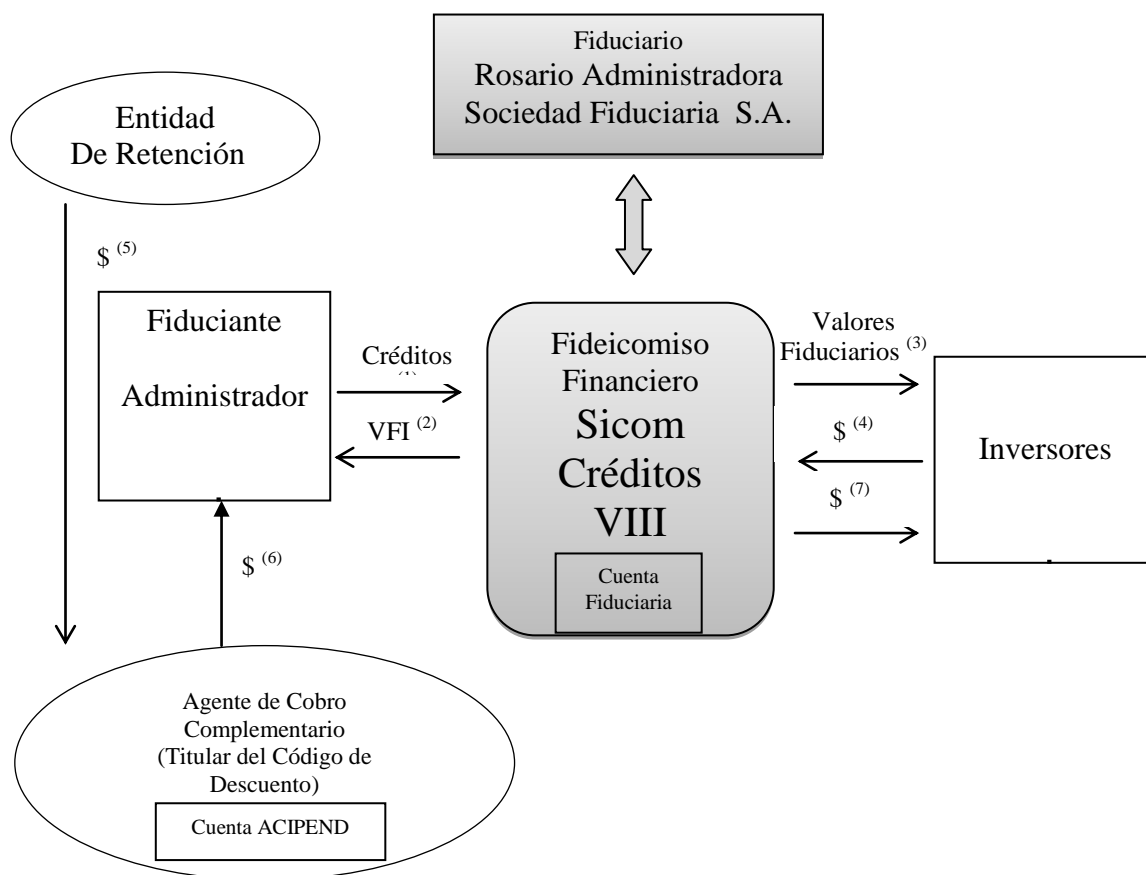 Fiduciario
Rosario Administradora
Sociedad Fiduciaria S.A.
Entidad
De Retención
$ (5)
Fiduciante
Administrador
Créditos
(1)
VFI (2)
Fideicomiso
Financiero
Sicom
Créditos
VIII
Cuenta
Fiduciaria
Valores
Fiduciarios (3)
$ (4)
$ (7)
Inversores
$ (6)
Agente de Cobro
Complementario
(Titular del Código de
Descuento)
Cuenta ACIPEND